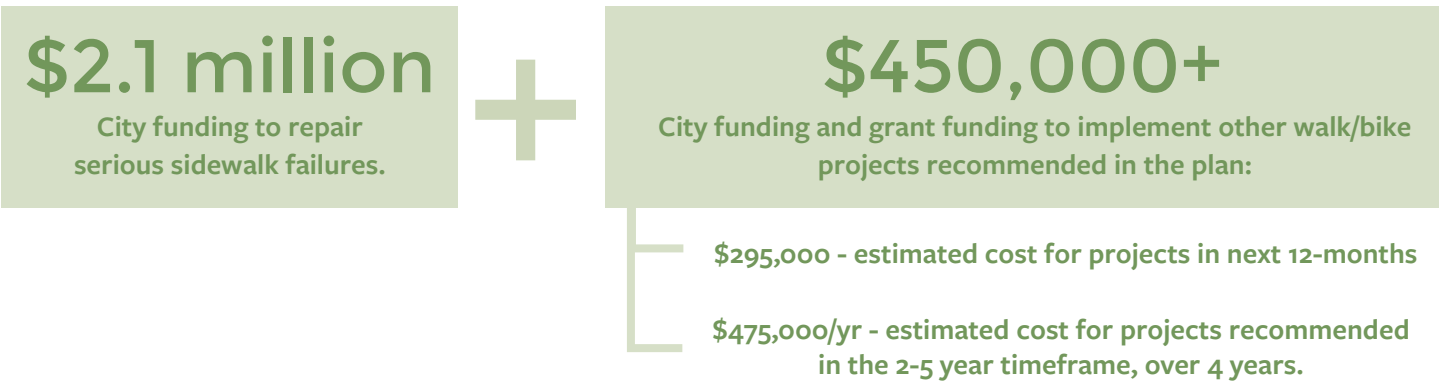 $2.1 million
City funding to repair
serious sidewalk failures.
+
$450,000+
City funding and grant funding to implement other walk/bike
projects recommended in the plan:
$295,000 - estimated cost for projects in next 12-months
$475,000/yr - estimated cost for projects recommended
in the 2-5 year timeframe, over 4 years.